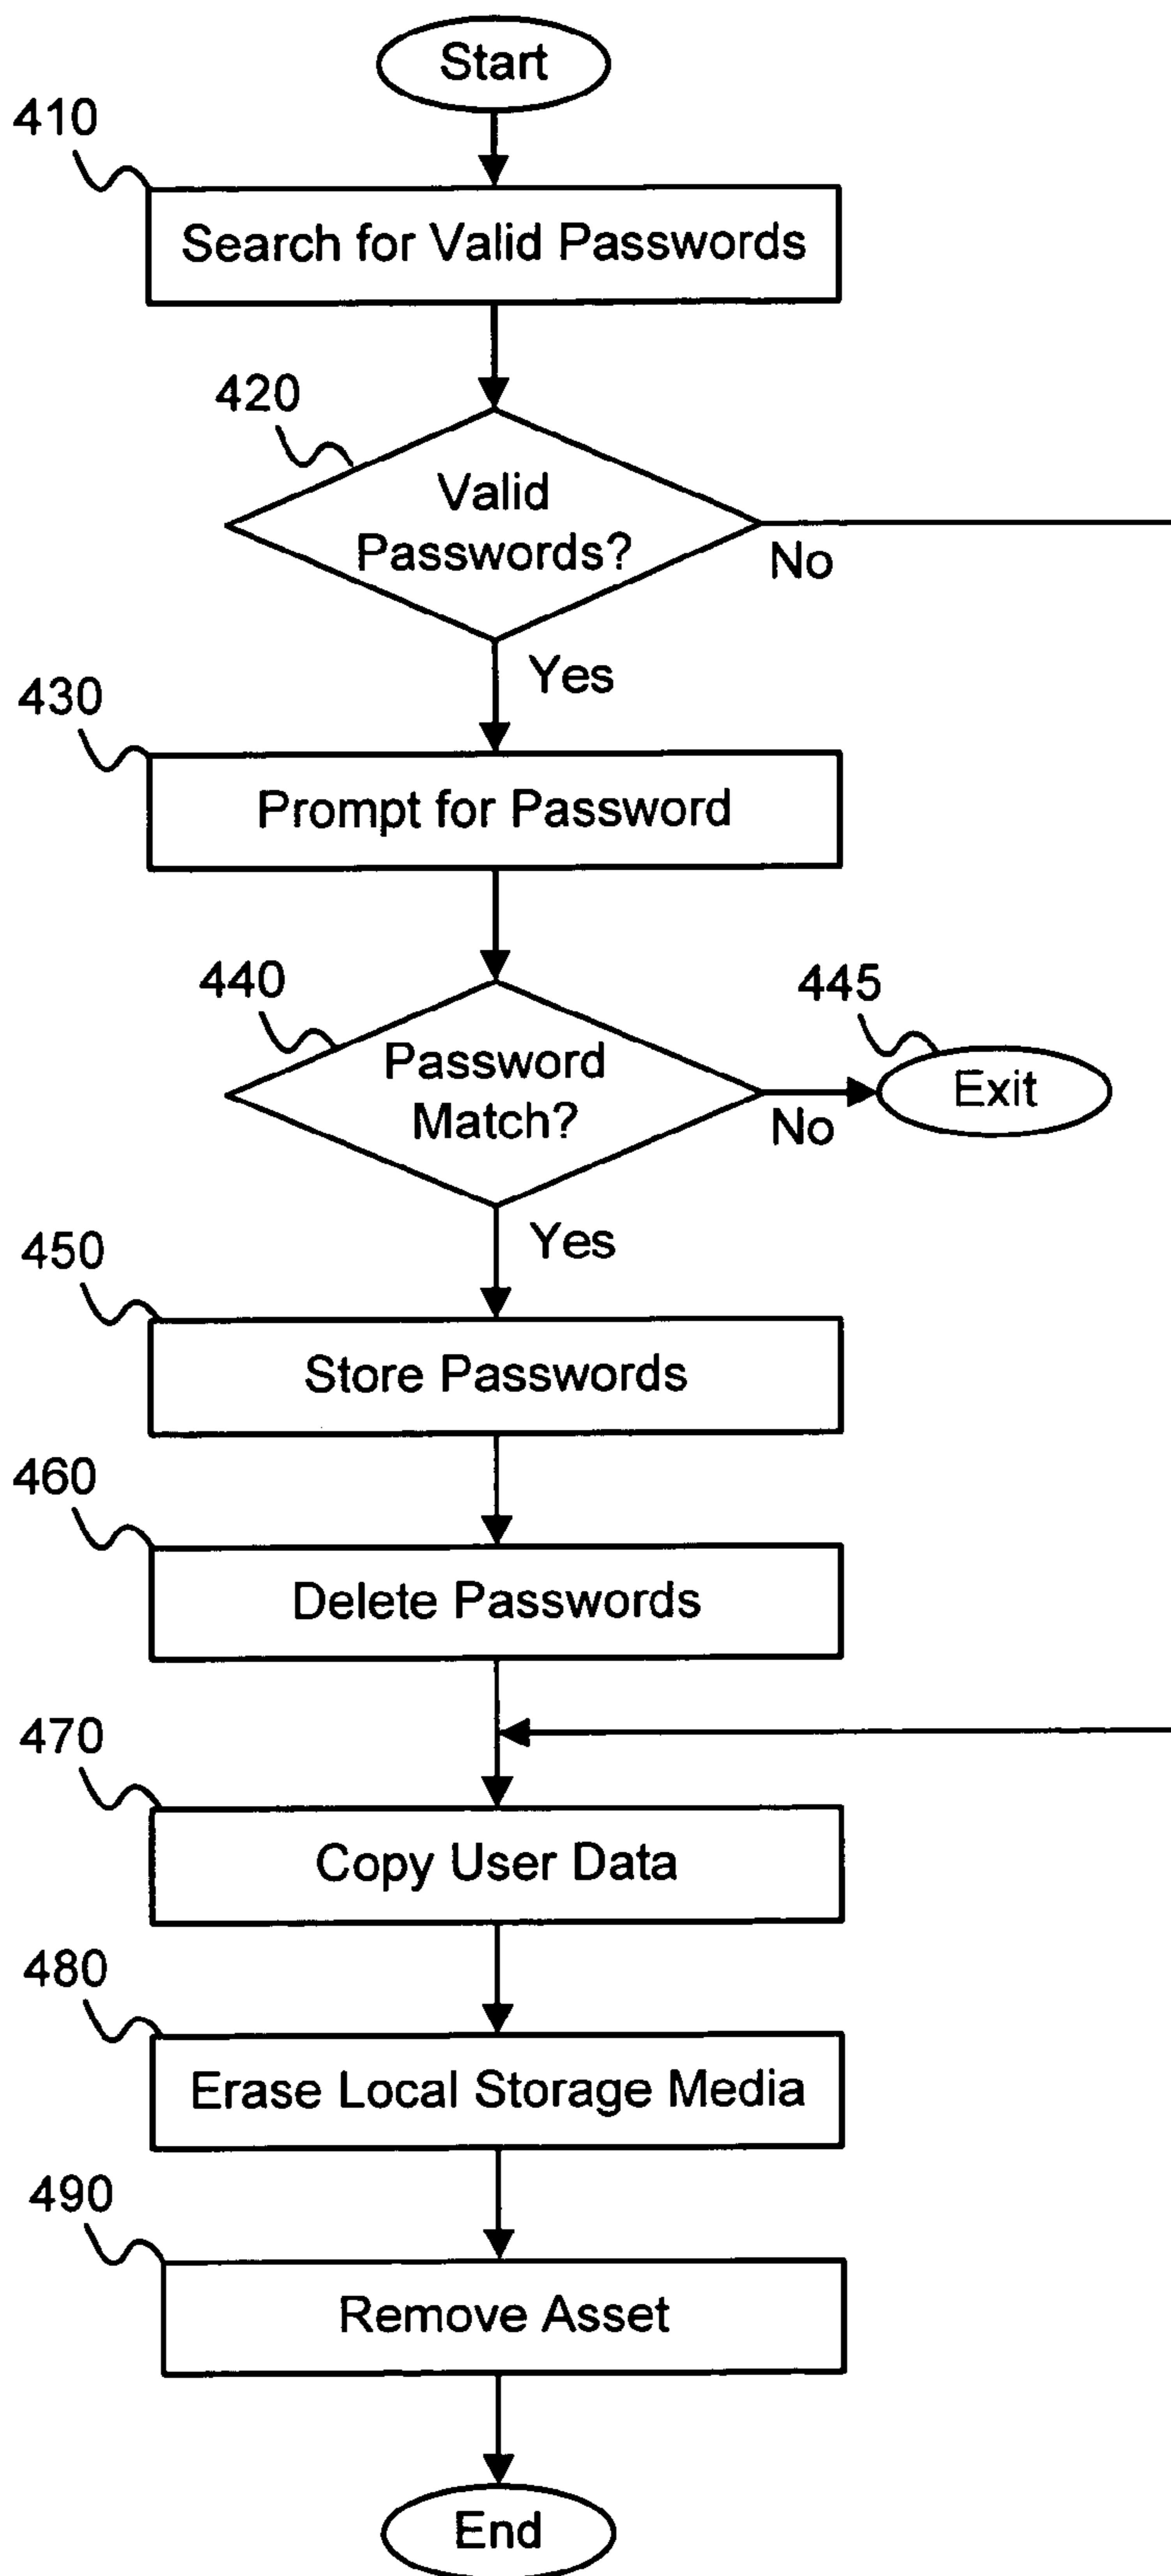 Start
410
Search for Valid Passwords
420
Valid
Passwords?
No
Yes
430
Prompt for Password
440
Password
Match?
No
445
Exit
Yes
450
Store Passwords
460
Delete Passwords
470
Copy User Data
480
Erase Local Storage Media
490
Remove Asset
End